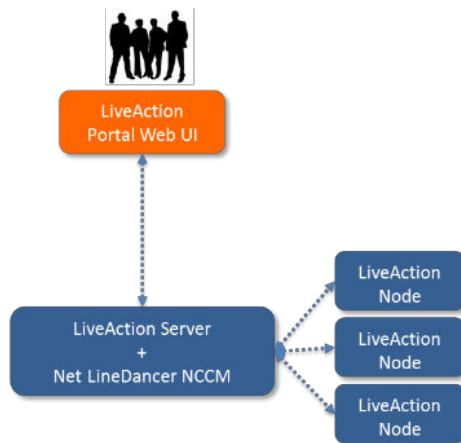 LiveAction
Portal Web UI
LiveAction
Node
LiveAction Server
+
Net LineDancer NCCM
LiveAction
Node
LiveAction
Node